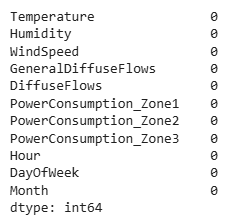 Temperature 0
Humidity 0
WindSpeed 0
GeneralDiffuseFlows 0
DiffuseFlows 0
PowerConsumption_Zone1 0
PowerConsumption_Zone2 0
PowerConsumption_Zone3 0
Hour 0
DayOfWeek 0
Month 0
dtype: int64